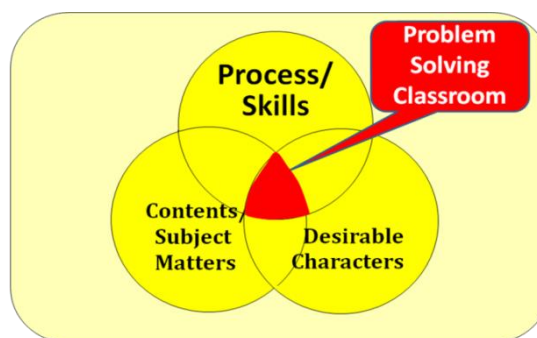 Problem
Solving
Classroom
Process/
Skills
Contents/
Subject
Matters
Desirable
Characters